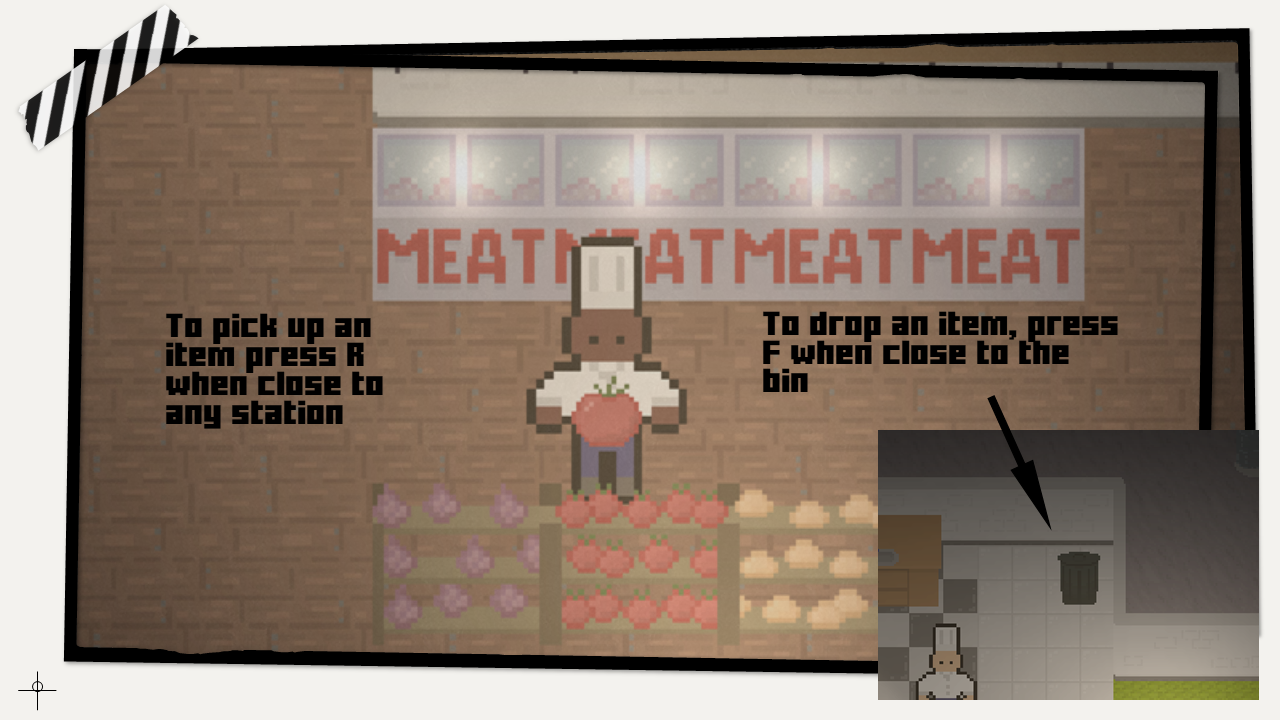 MEAT MEAT MEAT MEAT
To pick up an
item press R
when close to
any station
To drop an item, press
F when close to the
bin